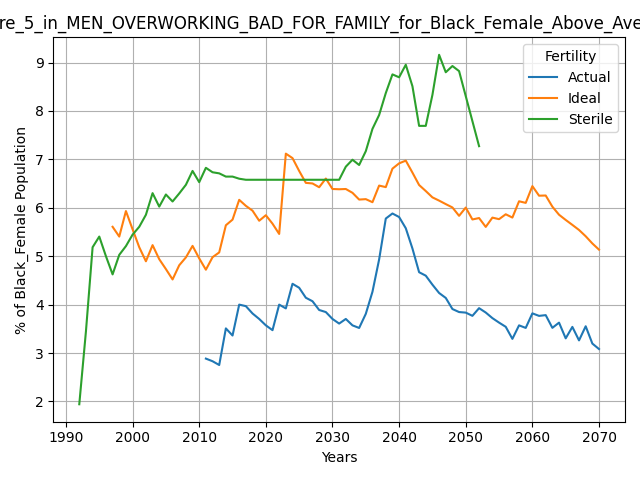 re_5_in_MEN_OVERWORKING_BAD_FOR_FAMILY_for_Black_Female_Above_Ave
Fertility
Actual
Ideal
Sterile
% of Black_Female Population
9
8
7
6
5
4
3
2
1990 2000 2010 2020 2030 2040 2050 2060 2070
Years